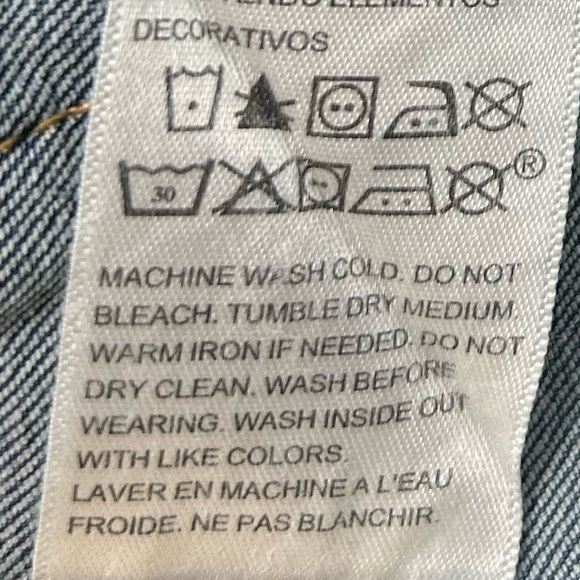 DECORATIVOS
30
®
MACHINE WASH COLD. DO NOT
BLEACH. TUMBLE DRY MEDIUM.
WARM IRON IF NEEDED. DO NOT
DRY CLEAN. WASH BEFORE
WEARING. WASH INSIDE OUT
WITH LIKE COLORS.
LAVER EN MACHINE A L'EAU
FROIDE. NE PAS BLANCHIR.